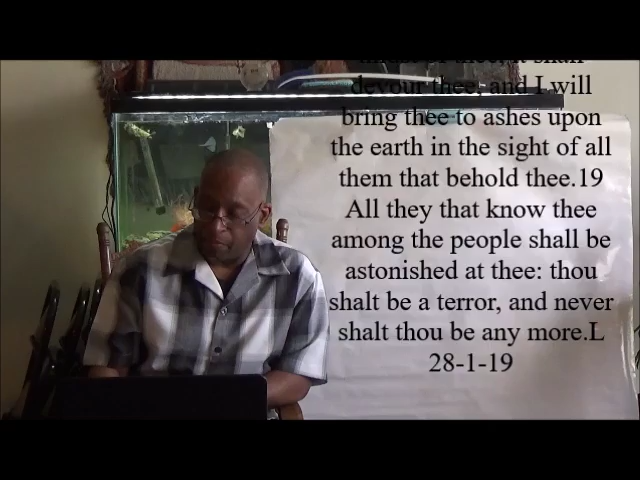 devour thee, and I will
bring thee to ashes upon
the earth in the sight of all
them that behold thee.19
All they that know thee
among the people shall be
astonished at thee: thou
shalt be a terror, and never
shalt thou be any more.L
28-1-19